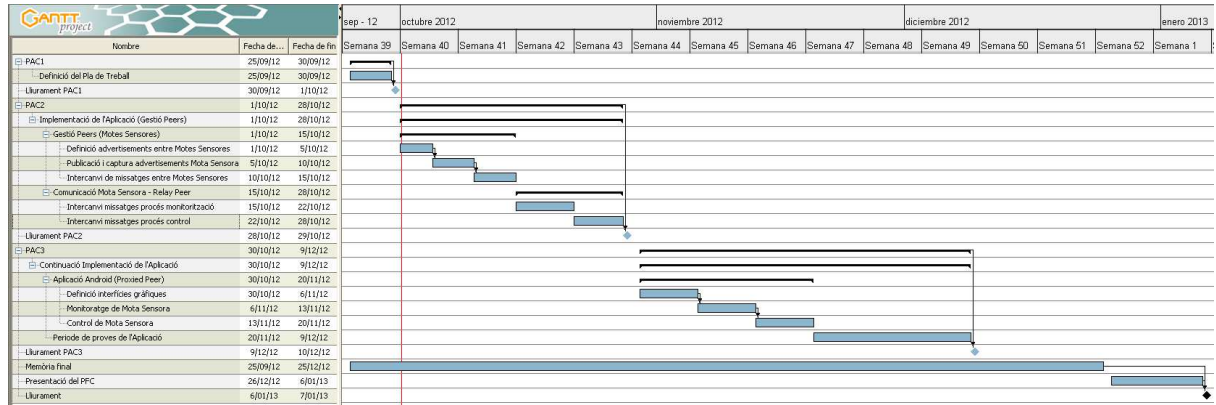 GANTT
project
sep - 12 octubre 2012 noviembre 2012 diciembre 2012 enero 2013
Nombre Fecha de... Fecha de fin Semana 39 Semana 40 Semana 41 Semana 42 Semana 43 Semana 44 Semana 45 Semana 46 Semana 47 Semana 48 Semana 49 Semana 50 Semana 51 Semana 52 Semana 1
PAC1 25/09/12 30/09/12
Definició del Pla de Treball 25/09/12 30/09/12
Lliurament PAC1 30/09/12 1/10/12
PAC2 1/10/12 28/10/12
Implementació de l'Aplicació (Gestió Peers) 1/10/12 28/10/12
Gestió Peers (Motes Sensores) 1/10/12 15/10/12
Definició advertisements entre Motes Sensores 1/10/12 5/10/12
Publicació i captura advertisements Mota Sensora 5/10/12 10/10/12
Intercanvi de missatges entre Motes Sensores 10/10/12 15/10/12
Comunicació Mota Sensora - Relay Peer 15/10/12 28/10/12
Intercanvi missatges procés monitorització 15/10/12 22/10/12
Intercanvi missatges procés control 22/10/12 28/10/12
Lliurament PAC2 28/10/12 29/10/12
PAC3 30/10/12 9/12/12
Continuació Implementació de l'Aplicació 30/10/12 9/12/12
Aplicació Android (Proxied Peer) 30/10/12 20/11/12
Definició interfícies gràfiques 30/10/12 6/11/12
Monitoratge de Mota Sensora 6/11/12 13/11/12
Control de Mota Sensora 13/11/12 20/11/12
Periode de proves de l'Aplicació 20/11/12 9/12/12
Lliurament PAC3 9/12/12 10/12/12
Memòria final 25/09/12 25/12/12
Presentació del PFC 26/12/12 6/01/13
Lliurament 6/01/13 7/01/13